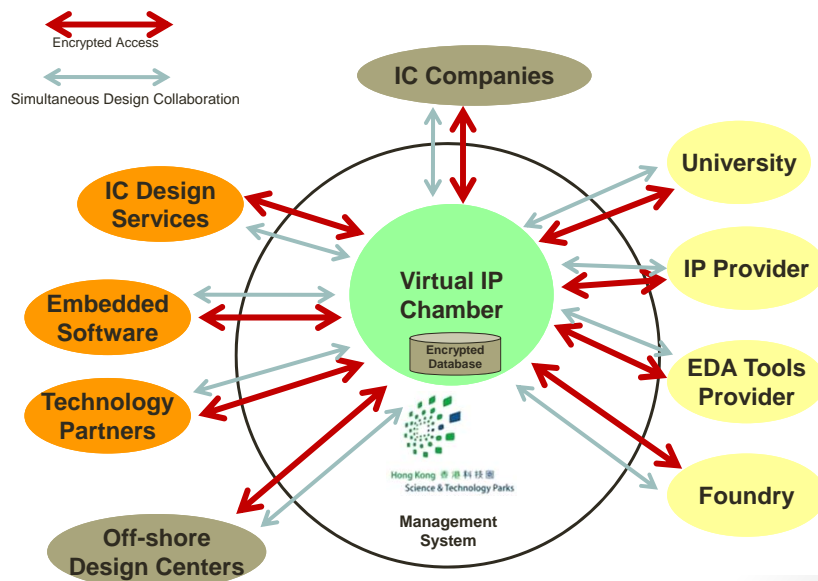 Encrypted Access
Simultaneous Design Collaboration
IC Companies
University
IC Design
Services
IP Provider
Virtual IP
Chamber
Embedded
Software
Encrypted
Database
EDA Tools
Provider
Technology
Partners
Hong Kong 香港科技園
Science & Technology Parks
Foundry
Management
System
Off-shore
Design Centers